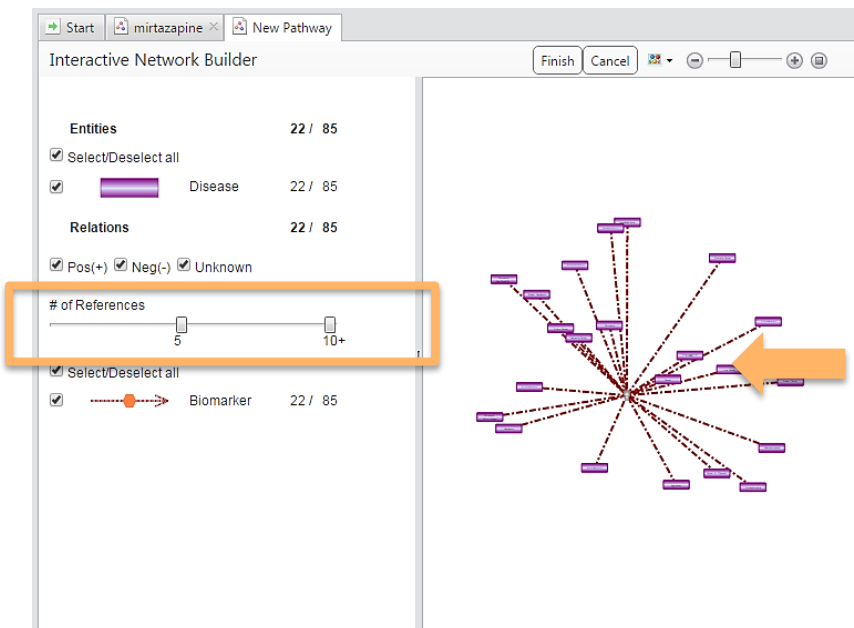 Start mirtazapine × New Pathway
Interactive Network Builder Finish Cancel
Entities 22 / 85
Select/Deselect all
Disease 22 / 85
Relations 22 / 85
Pos(+) Neg(-) Unknown
# of References
5 10+
Select/Deselect all
Biomarker 22 / 85